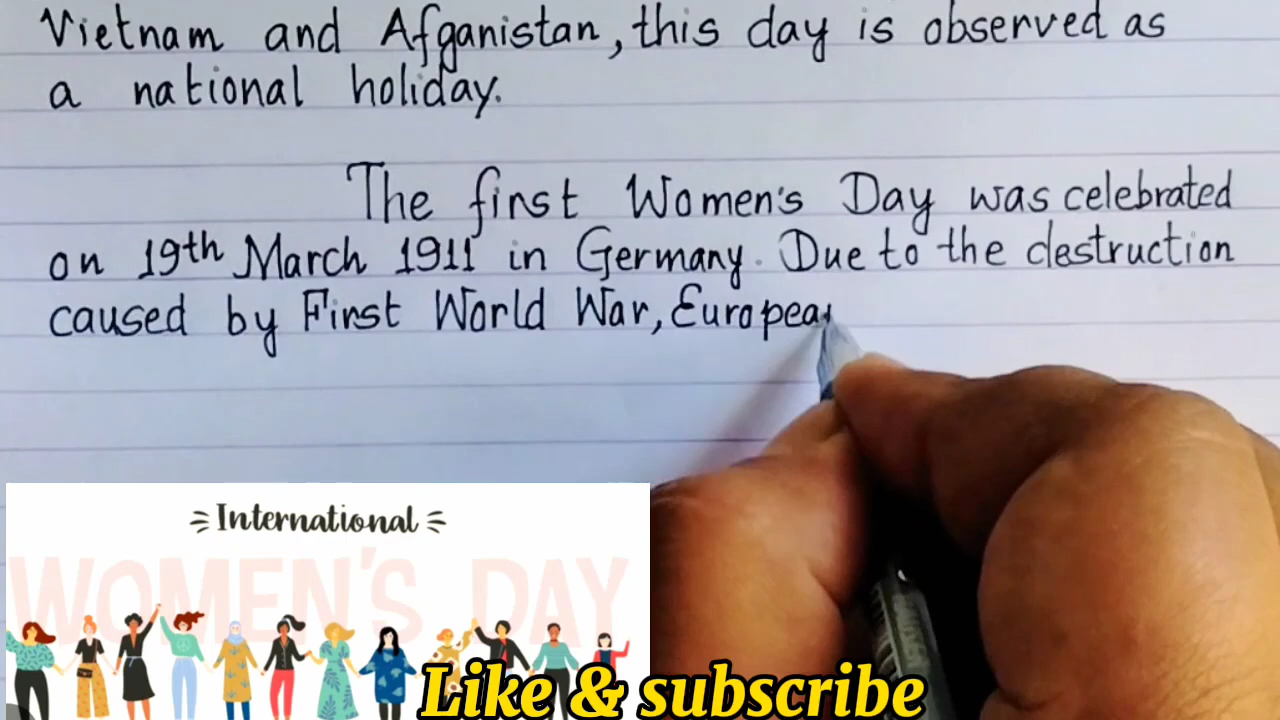 Vietnam and Afganistan, this day is observed as
a national holiday.
The first Women's Day was celebrated
on 19th March 1911 in Germany. Due to the destruction
caused by First World War, Europea
International
WOMEN'S DAY
Like & subscribe